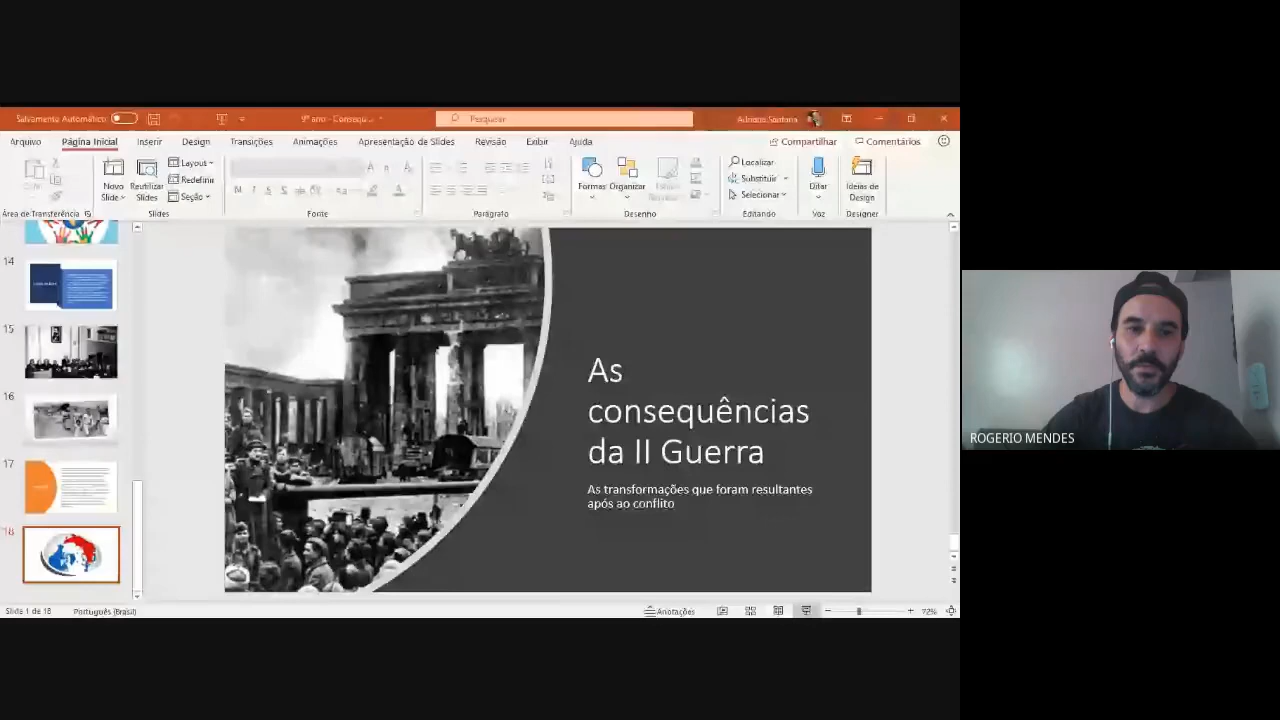 Salvamento Automático
9º ano - Consequ...
Pesquisar
Adriana Santana
Arquivo
Página Inicial
Inserir
Design
Transições
Animações
Apresentação de Slides
Revisão
Exibir
Ajuda
Compartilhar
Comentários
Novo
Slide
Reutilizar
Slides
Layout
Redefinir
Seção
Formas
Organizar
Localizar
Substituir
Selecionar
Ditar
Ideias de
Design
Área de Transferência
Slides
Fonte
Parágrafo
Desenho
Editando
Voz
Designer
14
15
16
17
18
As
consequências
da II Guerra
As transformações que foram resultantes
após ao conflito
ROGERIO MENDES
Slide 1 de 18
Português (Brasil)
Anotações
72%